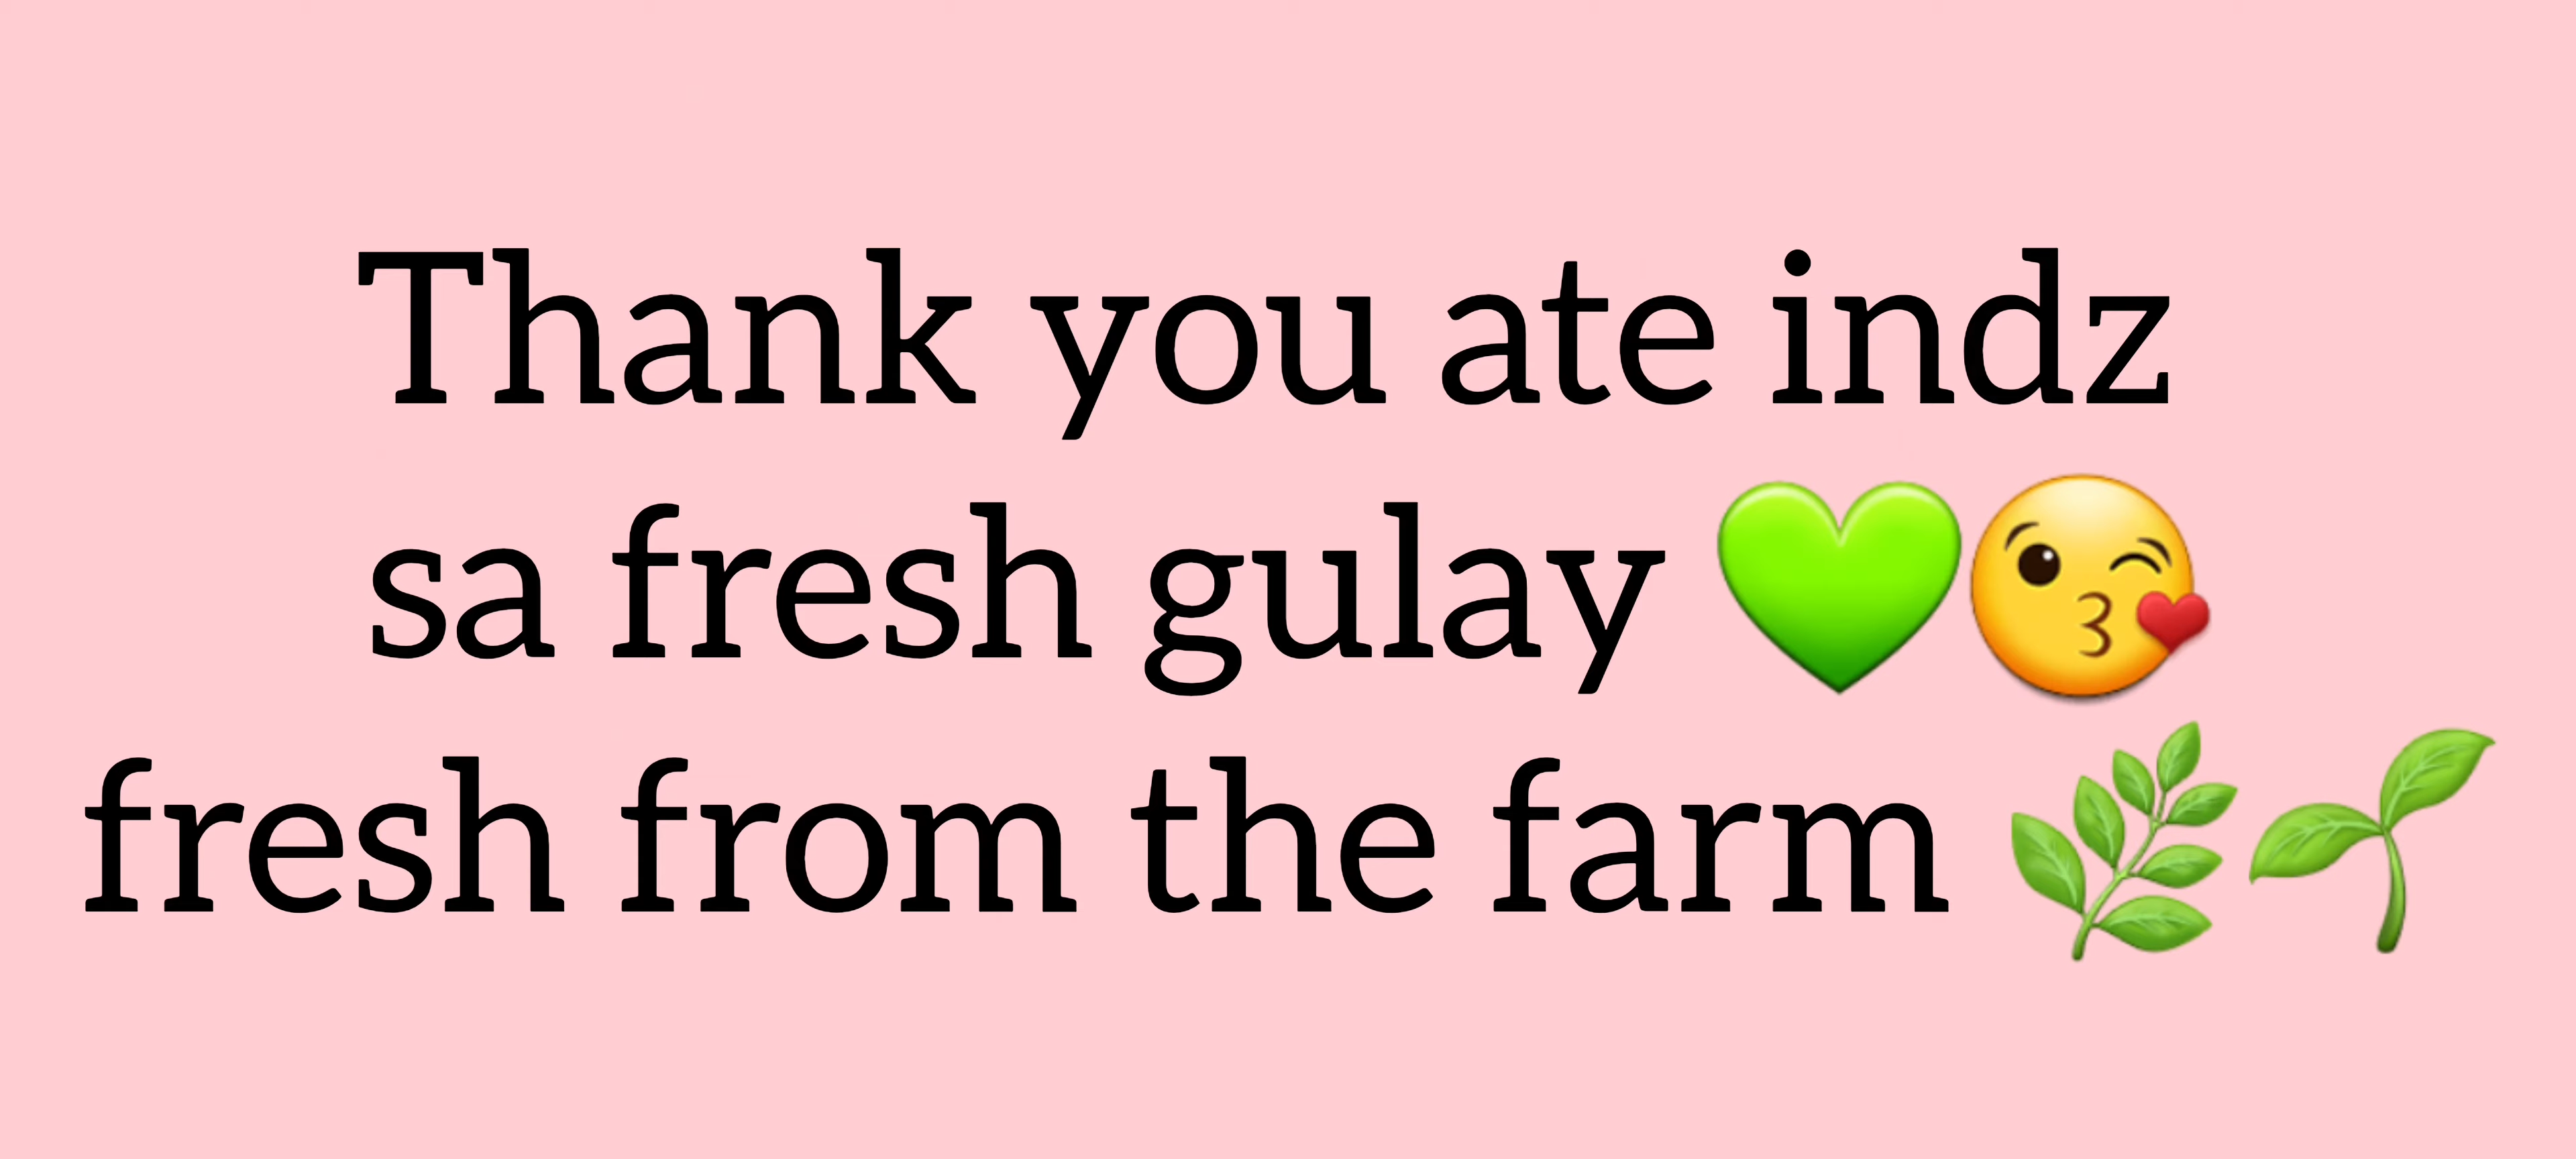 Thank you ate indz
sa fresh gulay 💚😘
fresh from the farm 🌿🌱